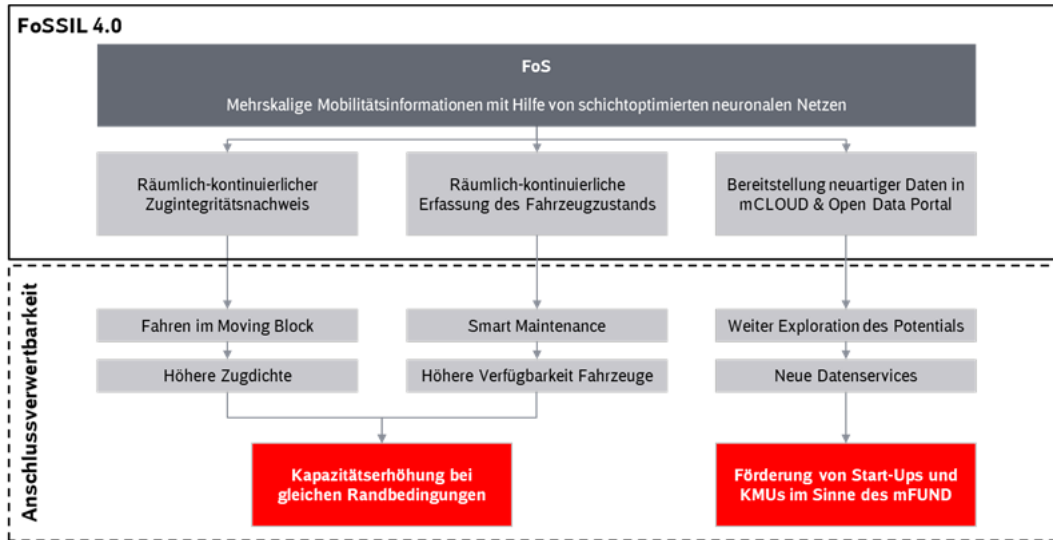 FoSSIL 4.0
FoS
Mehrskalige Mobilitätsinformationen mit Hilfe von schichtoptimierten neuronalen Netzen
Räumlich-kontinuierlicher
Zugintegritätsnachweis
Räumlich-kontinuierliche
Erfassung des Fahrzeugzustands
Bereitstellung neuartiger Daten in
mCLOUD & Open Data Portal
Anschlussverwertbarkeit
Fahren im Moving Block
Smart Maintenance
Weiter Exploration des Potentials
Höhere Zugdichte
Höhere Verfügbarkeit Fahrzeuge
Neue Datenservices
Kapazitätserhöhung bei
gleichen Randbedingungen
Förderung von Start-Ups und
KMUs im Sinne des mFUND